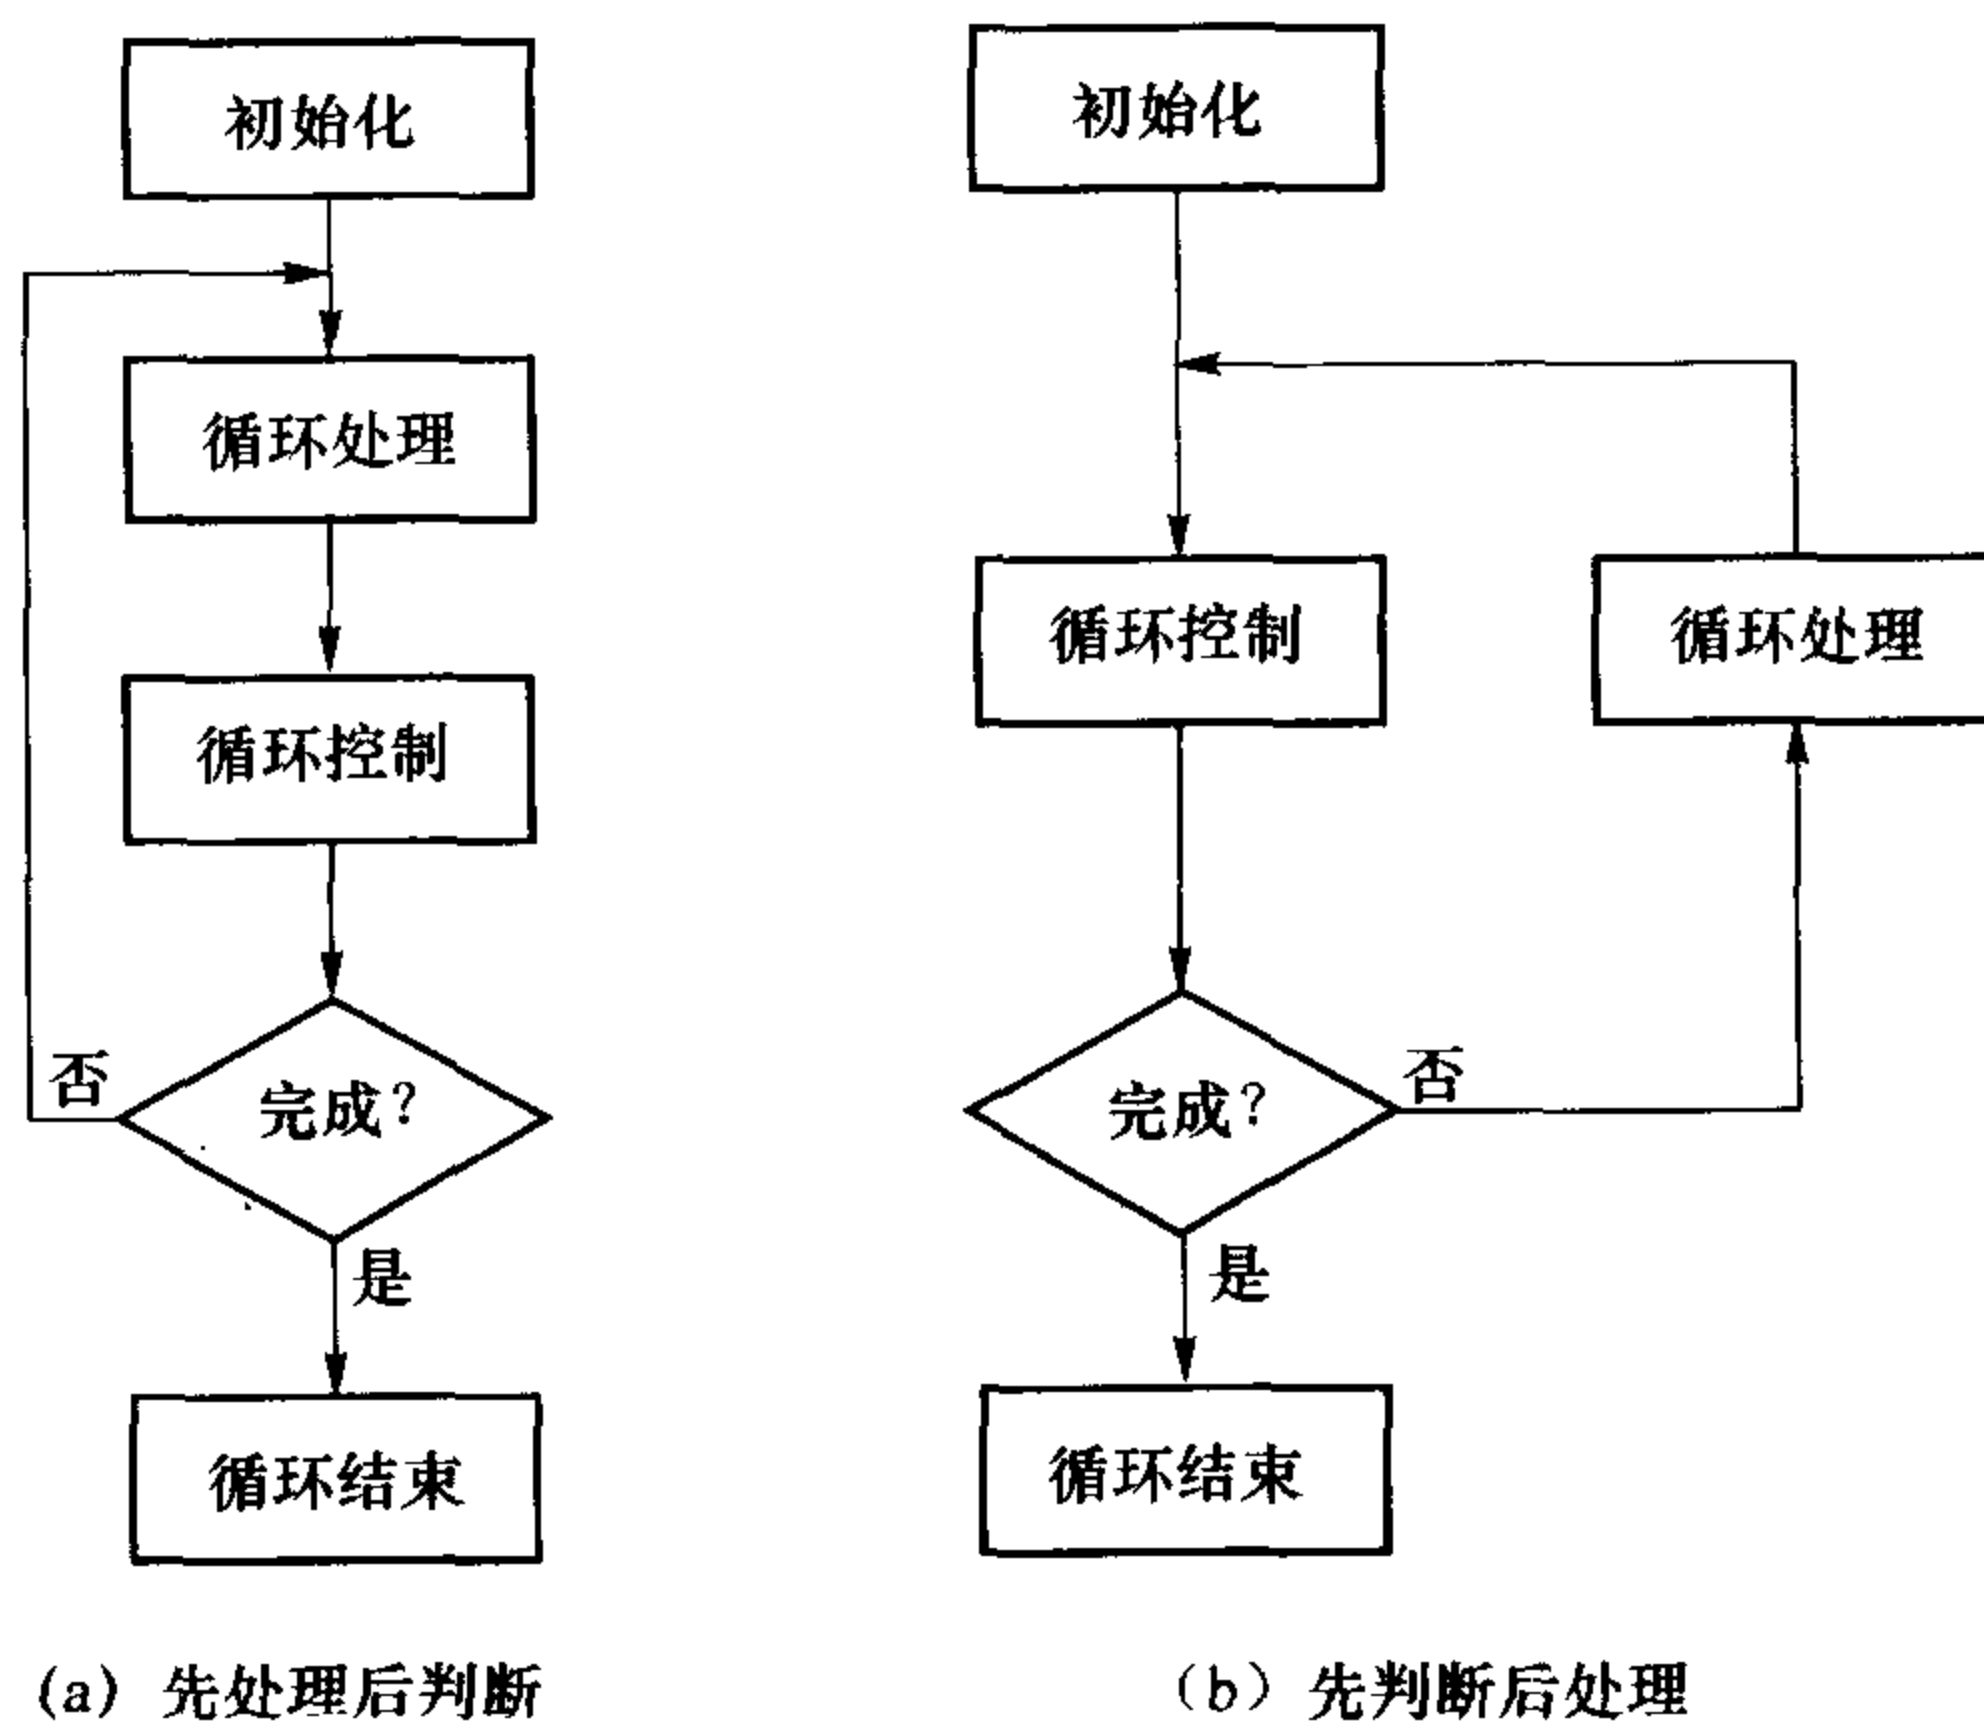 初始化
循环处理
循环控制
完成?
否
是
循环结束
(a) 先处理后判断
初始化
循环控制
循环处理
完成?
否
是
循环结束
(b) 先判断后处理